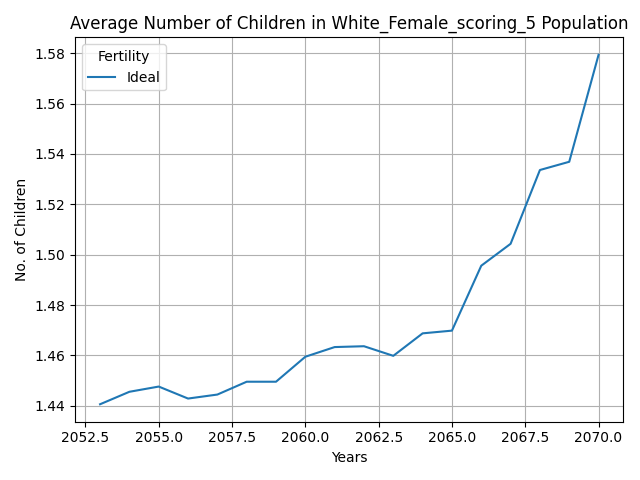 Average Number of Children in White_Female_scoring_5 Population
Fertility
Ideal
No. of Children
1.58
1.56
1.54
1.52
1.50
1.48
1.46
1.44
2052.5 2055.0 2057.5 2060.0 2062.5 2065.0 2067.5 2070.0
Years